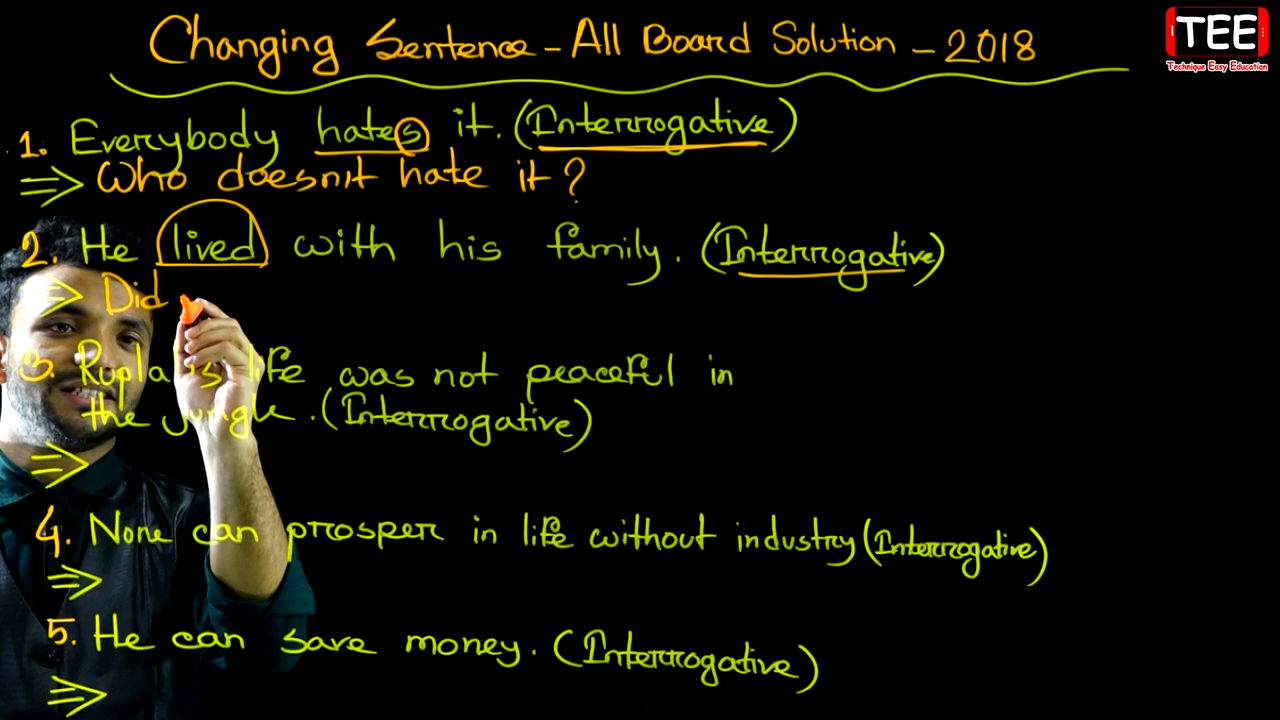 Changing Sentence - All Board Solution - 2018
TEE
Technique Easy Education
1. Everybody hates it. (Interrogative)
⇒ Who doesn't hate it?
2. He lived with his family. (Interrogative)
⇒ Did
3. life was not peaceful in
the jungle. (Interrogative)
⇒
4. None can prosper in life without industry (Interrogative)
⇒
5. He can save money. (Interrogative)
⇒